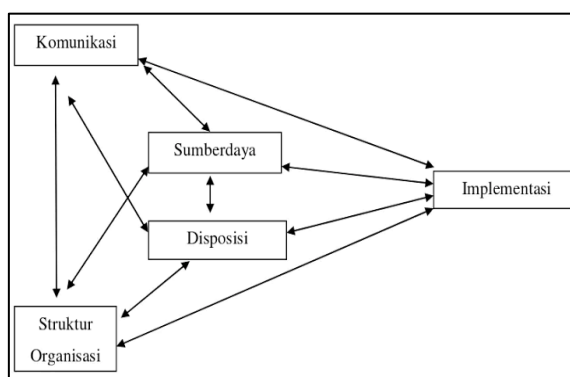 Komunikasi
Sumberdaya
Implementasi
Disposisi
Struktur
Organisasi